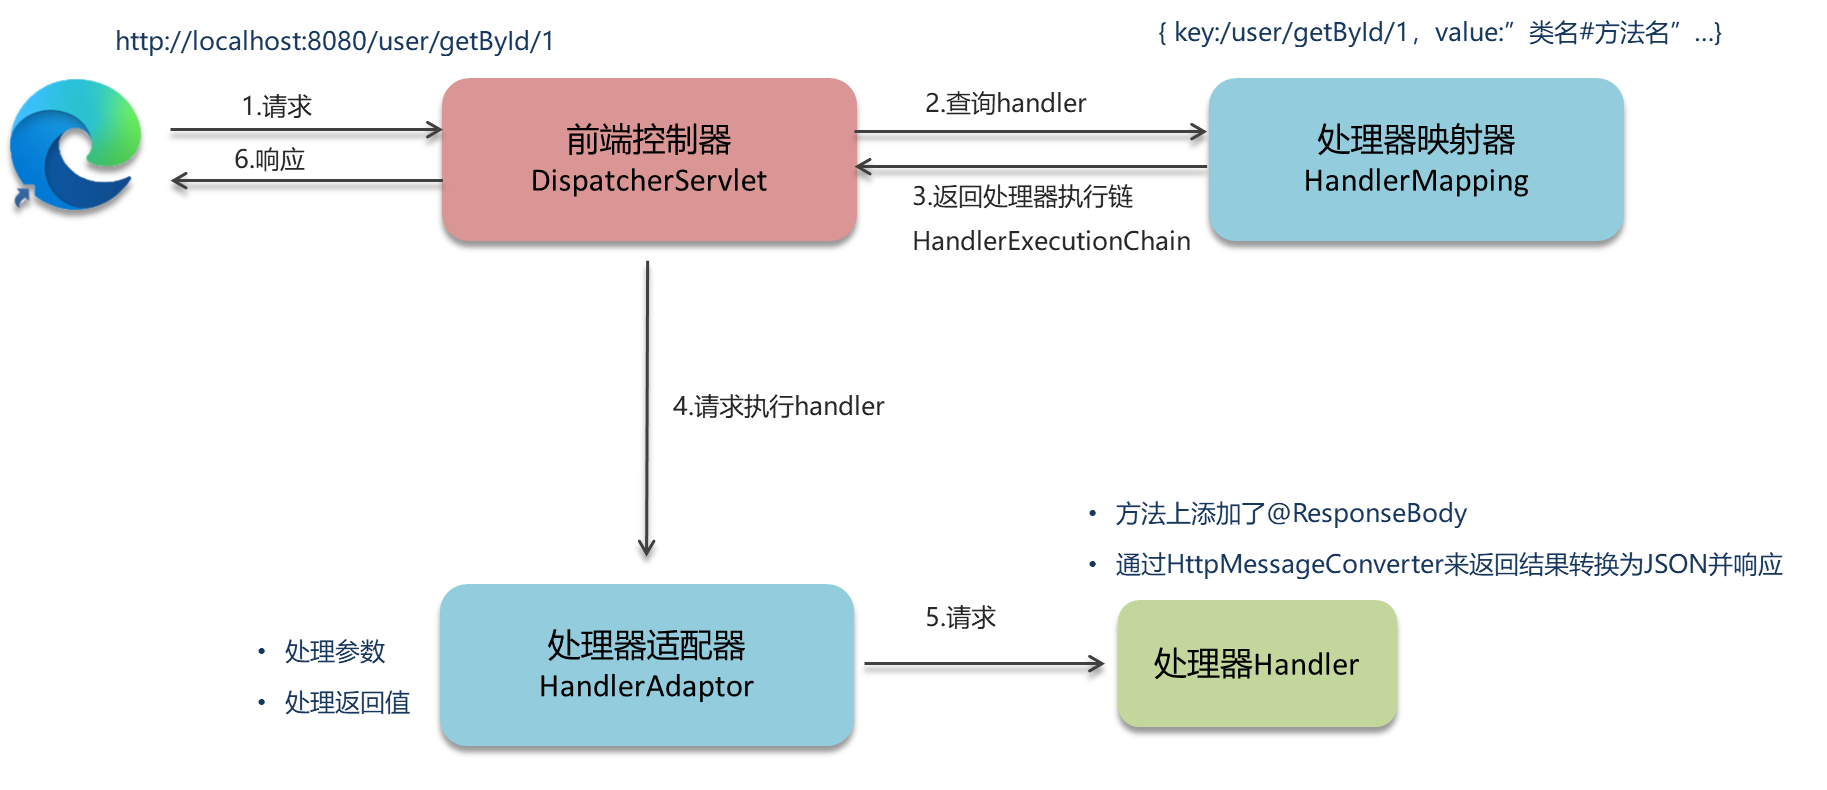 http://localhost:8080/user/getById/1
{ key:/user/getById/1，value:”类名#方法名”…}
1.请求
6.响应
前端控制器
DispatcherServlet
2.查询handler
3.返回处理器执行链
HandlerExecutionChain
处理器映射器
HandlerMapping
4.请求执行handler
• 方法上添加了@ResponseBody
• 通过HttpMessageConverter来返回结果转换为JSON并响应
• 处理参数
• 处理返回值
处理器适配器
HandlerAdaptor
5.请求
处理器Handler